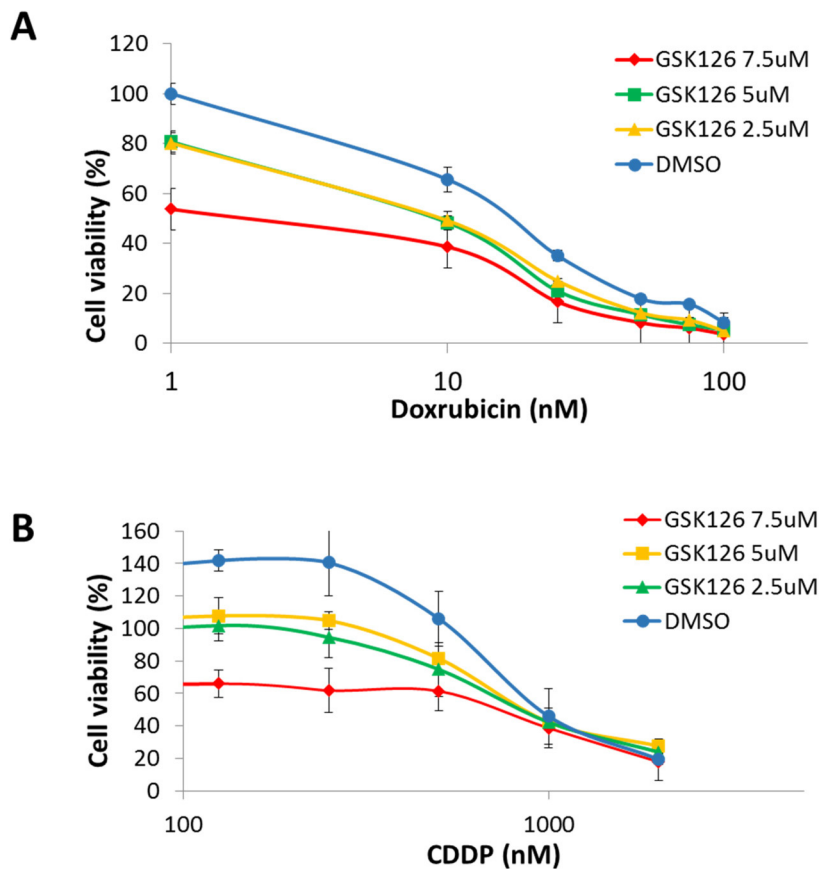 A
Cell viability (%)
120
100
80
60
40
20
0
1
10
100
Doxrubicin (nM)
GSK126 7.5uM
GSK126 5uM
GSK126 2.5uM
DMSO
B
Cell viability (%)
160
140
120
100
80
60
40
20
0
100
1000
CDDP (nM)
GSK126 7.5uM
GSK126 5uM
GSK126 2.5uM
DMSO